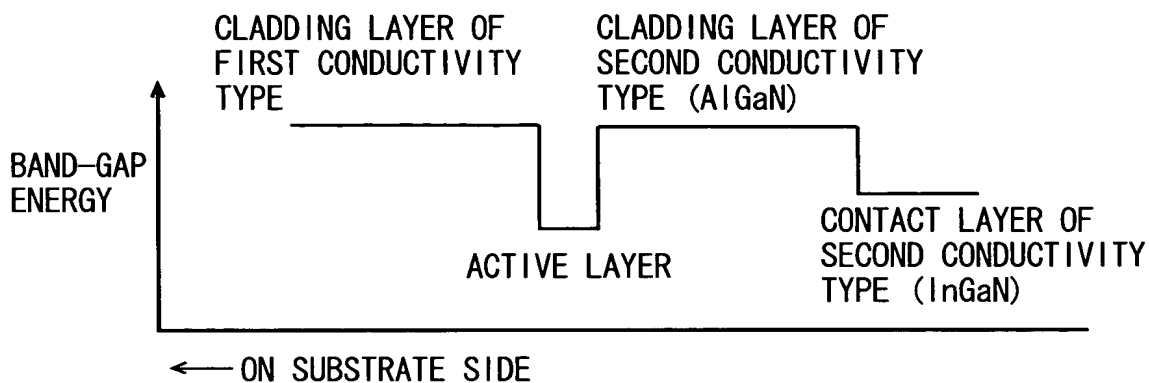 CLADDING LAYER OF
FIRST CONDUCTIVITY
TYPE
CLADDING LAYER OF
SECOND CONDUCTIVITY
TYPE (AlGaN)
BAND-GAP
ENERGY
ACTIVE LAYER
CONTACT LAYER OF
SECOND CONDUCTIVITY
TYPE (InGaN)
← ON SUBSTRATE SIDE